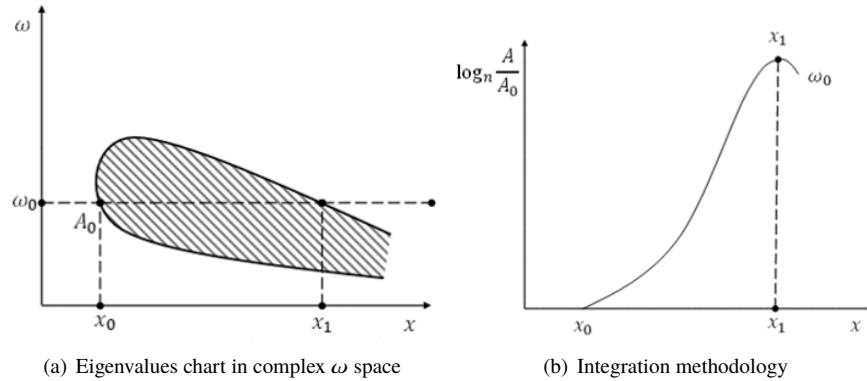 ω
ω₀
A₀
x₀
x₁
x
(a) Eigenvalues chart in complex ω space
x₁
logₙ A/A₀
ω₀
x₀
x₁
x
(b) Integration methodology